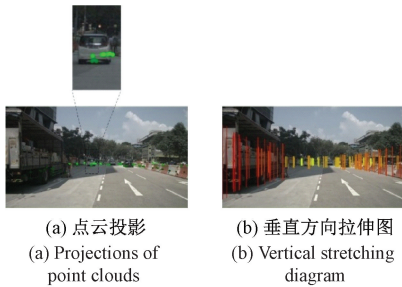 (a) 点云投影
(a) Projections of
point clouds
(b) 垂直方向拉伸图
(b) Vertical stretching
diagram